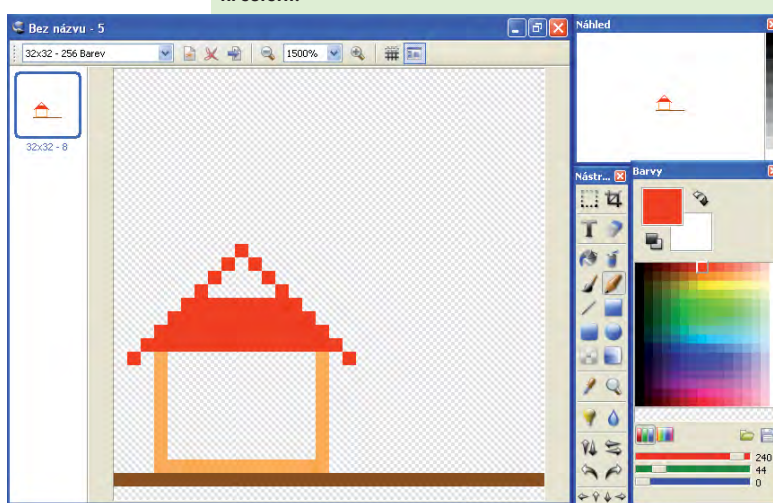 Bez názvu - 5
32x32 - 256 Barev
1500%
32x32 - 8
Náhled
Nástr...
Barvy
240
44
0